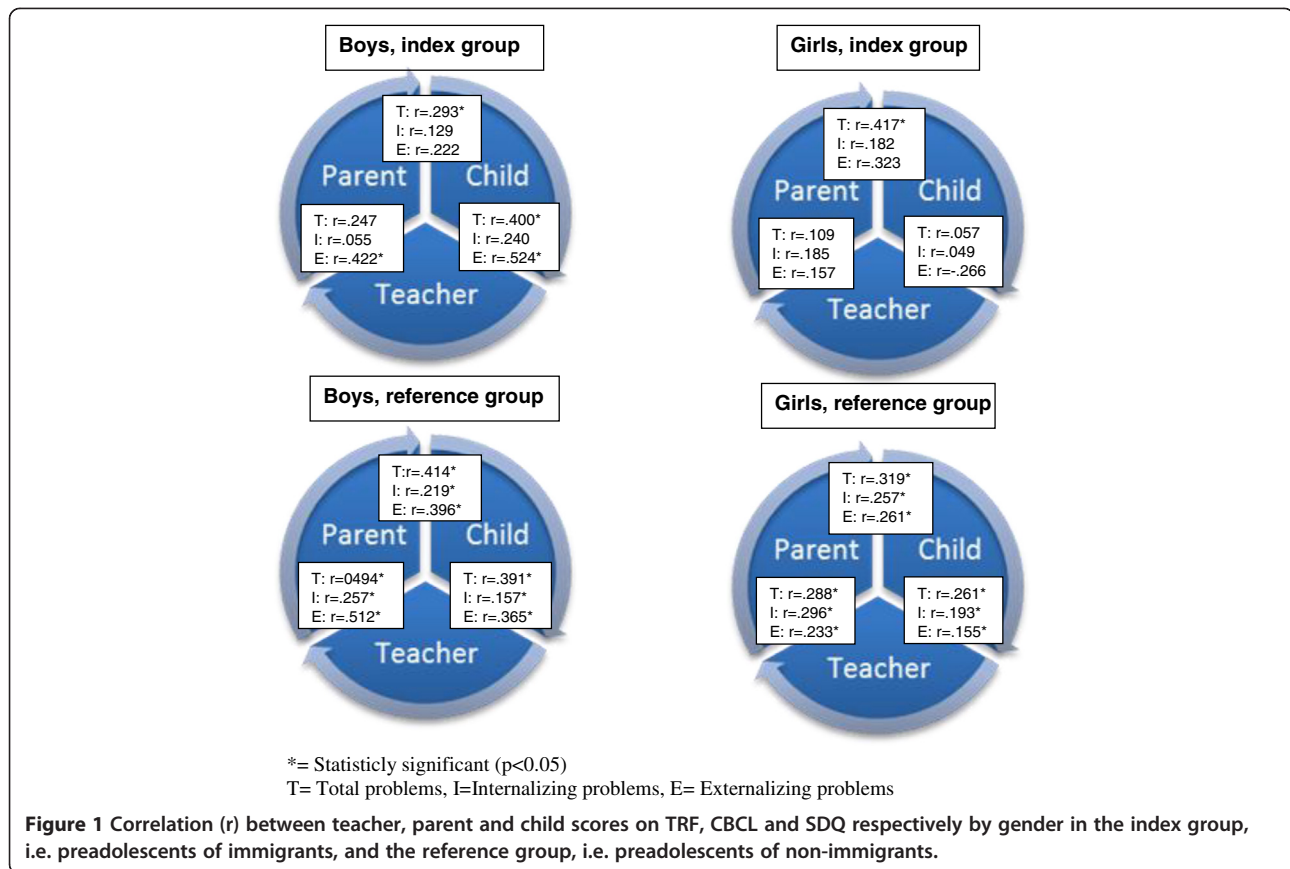 Boys, index group
T: r=.293*
I: r=.129
E: r=.222
Parent
Child
T: r=.247
I: r=.055
E: r=.422*
T: r=.400*
I: r=.240
E: r=.524*
Teacher
Girls, index group
T: r=.417*
I: r=.182
E: r=.323
Parent
Child
T: r=.109
I: r=.185
E: r=.157
T: r=.057
I: r=.049
E: r=-.266
Teacher
Boys, reference group
T:r=.414*
I: r=.219*
E: r=.396*
Parent
Child
T: r=0494*
I: r=.257*
E: r=.512*
T: r=.391*
I: r=.157*
E: r=.365*
Teacher
Girls, reference group
T: r=.319*
I: r=.257*
E: r=.261*
Parent
Child
T: r=.288*
I: r=.296*
E: r=.233*
T: r=.261*
I: r=.193*
E: r=.155*
Teacher
*= Statisticly significant (p<0.05)
T= Total problems, I=Internalizing problems, E= Externalizing problems
Figure 1 Correlation (r) between teacher, parent and child scores on TRF, CBCL and SDQ respectively by gender in the index group,
i.e. preadolescents of immigrants, and the reference group, i.e. preadolescents of non-immigrants.